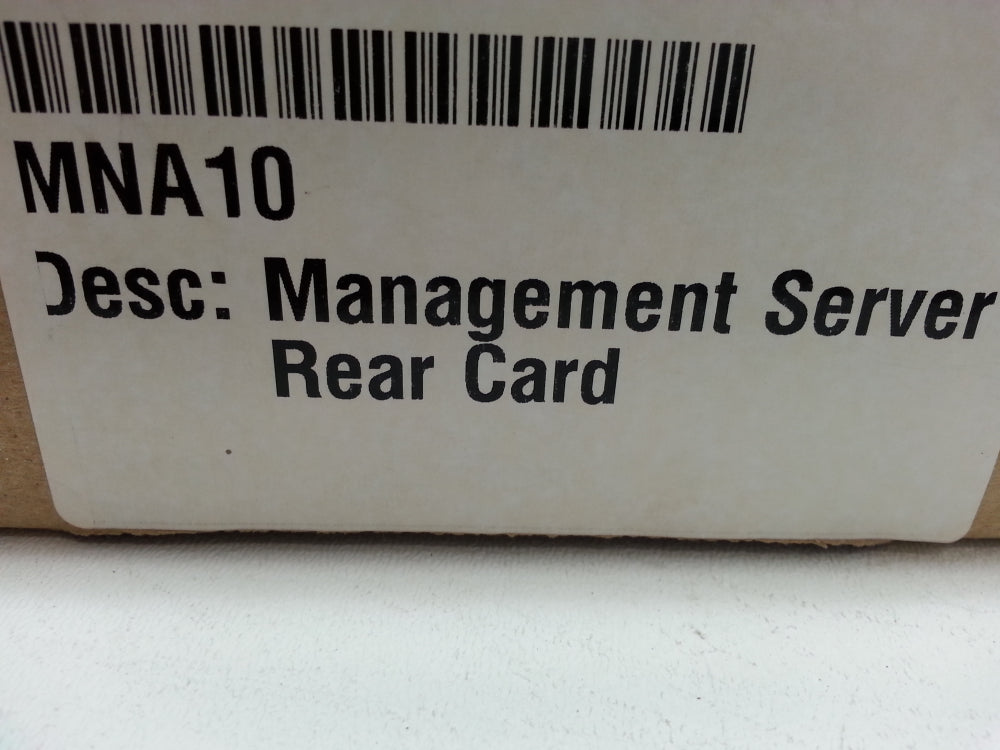 MNA10
Desc: Management Server
Rear Card